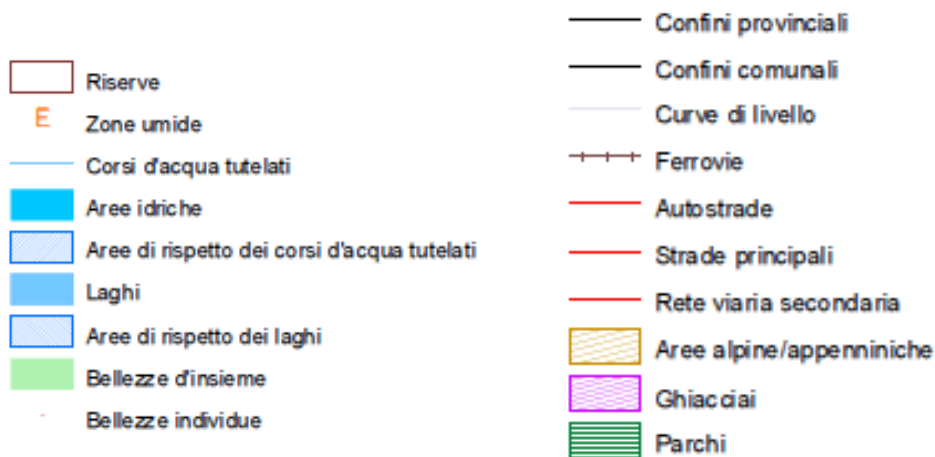 Riserve
E
Zone umide
Corsi d'acqua tutelati
Aree idriche
Aree di rispetto dei corsi d'acqua tutelati
Laghi
Aree di rispetto dei laghi
Bellezze d'insieme
Bellezze individue
Confini provinciali
Confini comunali
Curve di livello
Ferrovie
Autostrade
Strade principali
Rete viaria secondaria
Aree alpine/appenniniche
Ghiacciai
Parchi